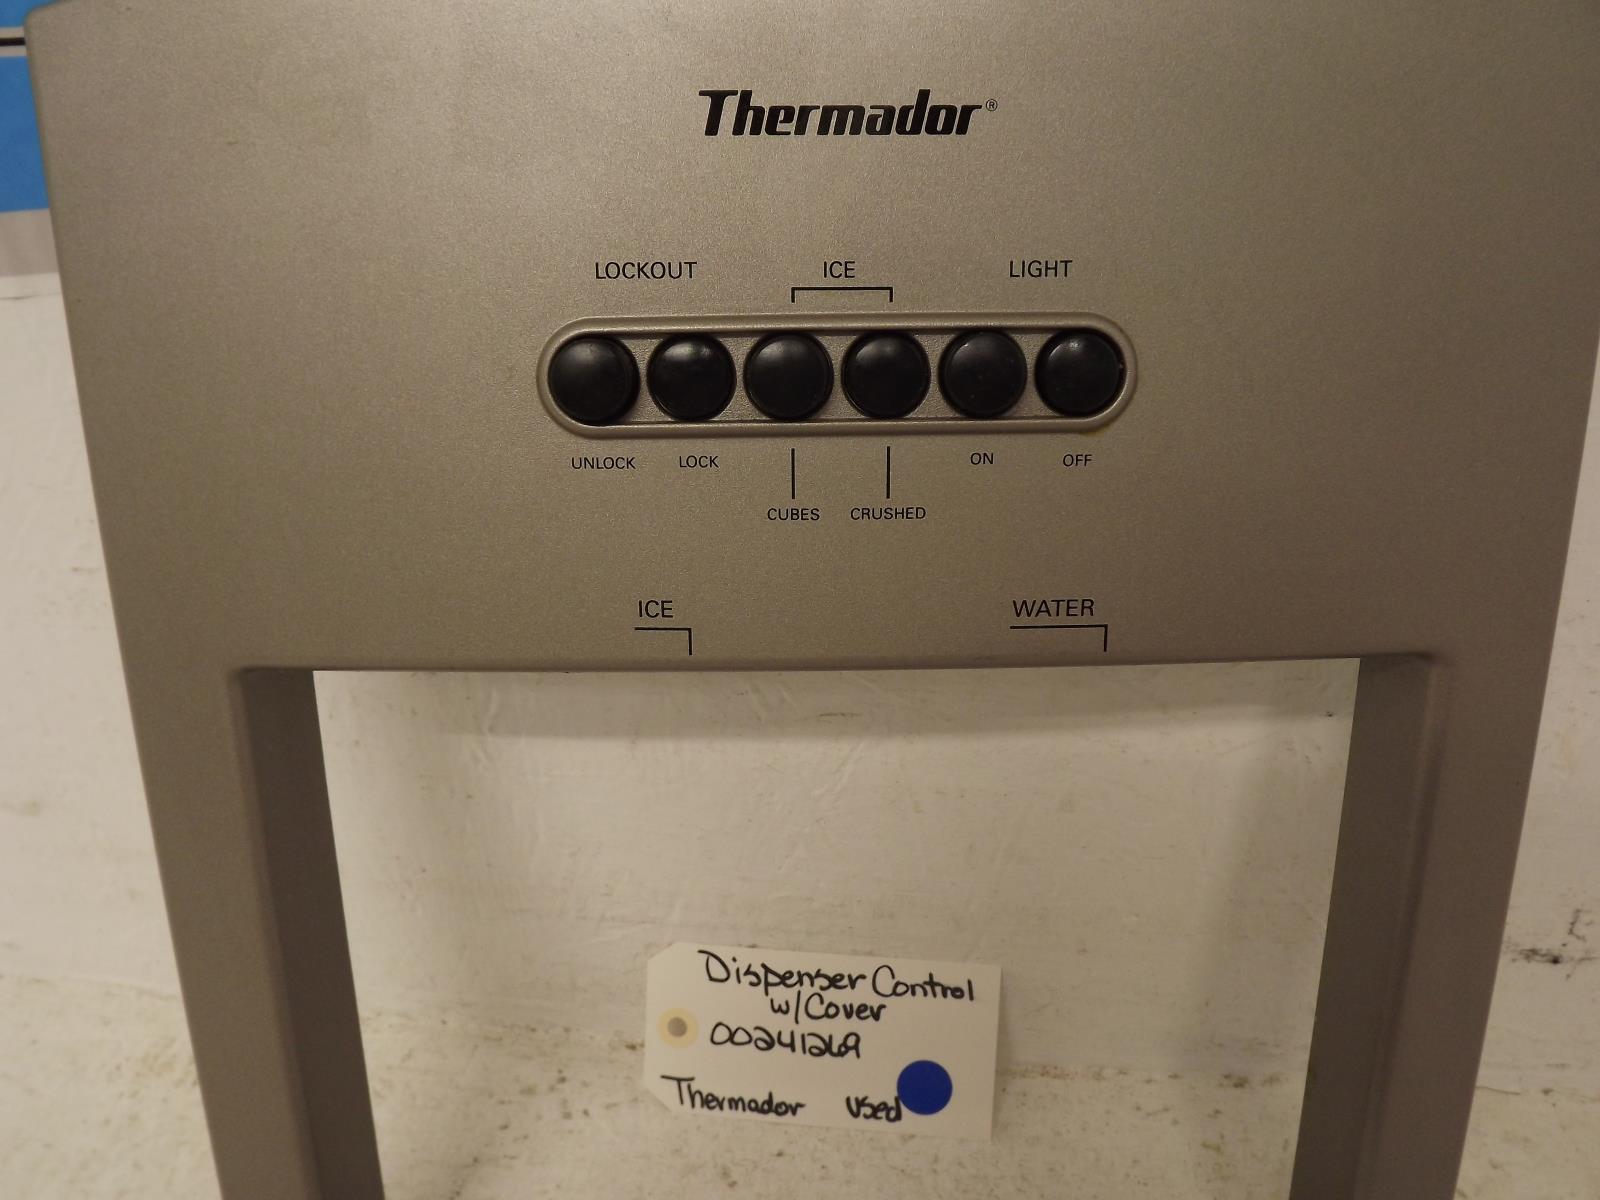 Thermador®
LOCKOUT ICE LIGHT
UNLOCK LOCK ON OFF
CUBES CRUSHED
ICE WATER
Dispenser Control
w/Cover
00241269
Thermador Used